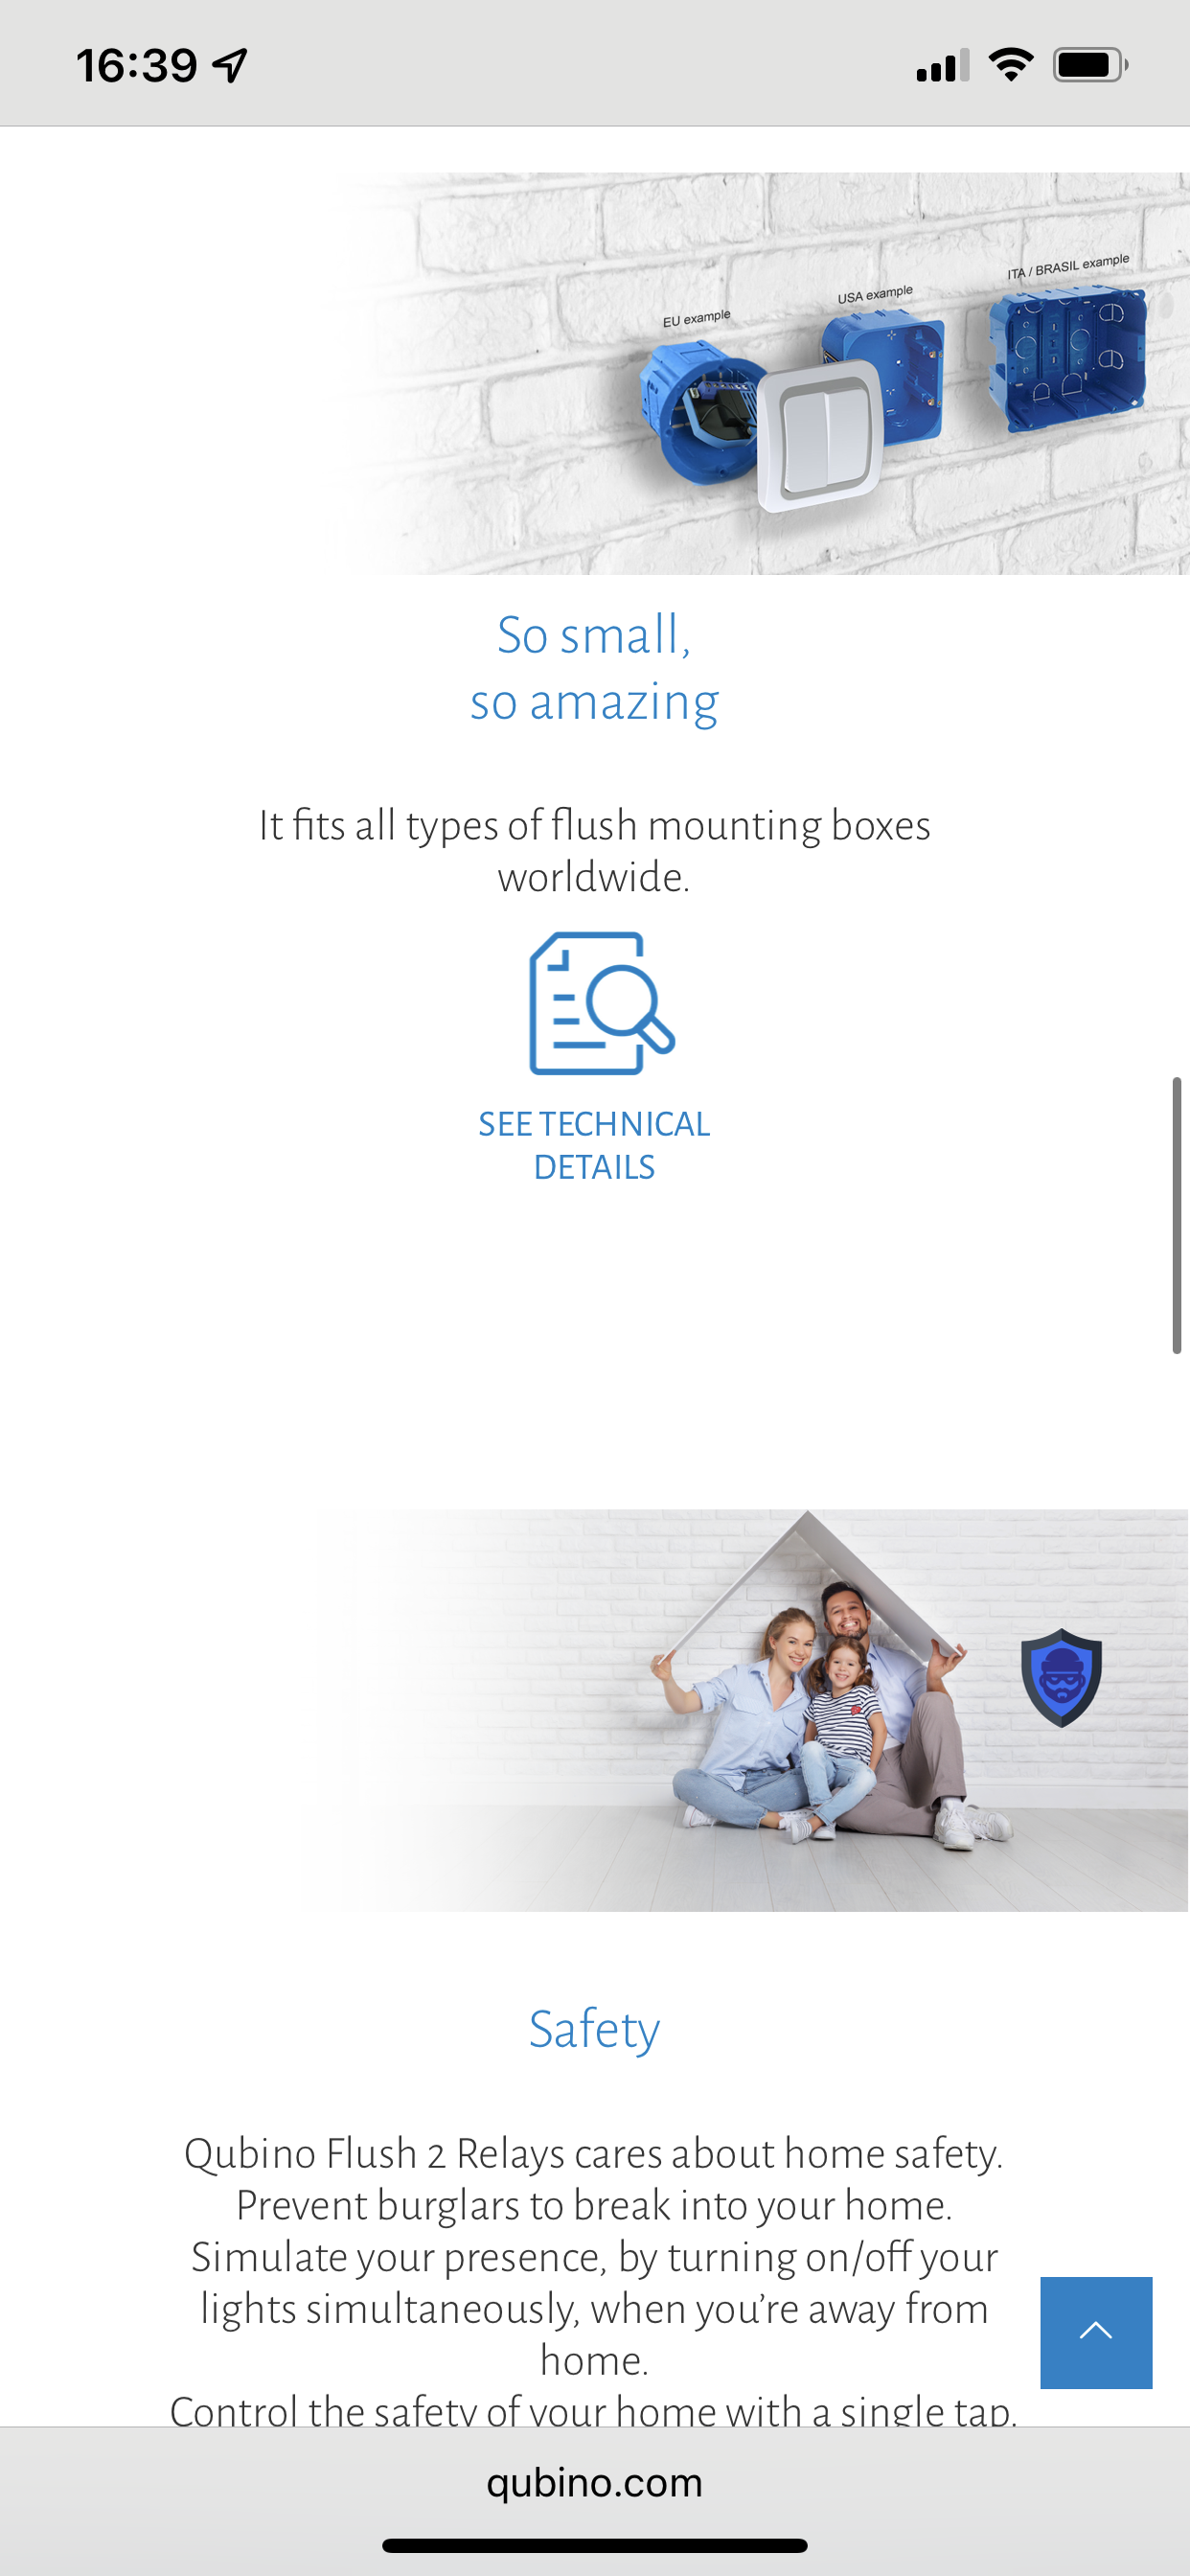 16:39
EU example
USA example
ITA / BRASIL example
So small,
so amazing
It fits all types of flush mounting boxes
worldwide.
SEE TECHNICAL
DETAILS
Safety
Qubino Flush 2 Relays cares about home safety.
Prevent burglars to break into your home.
Simulate your presence, by turning on/off your
lights simultaneously, when you’re away from
home.
Control the safety of your home with a single tap.
qubino.com